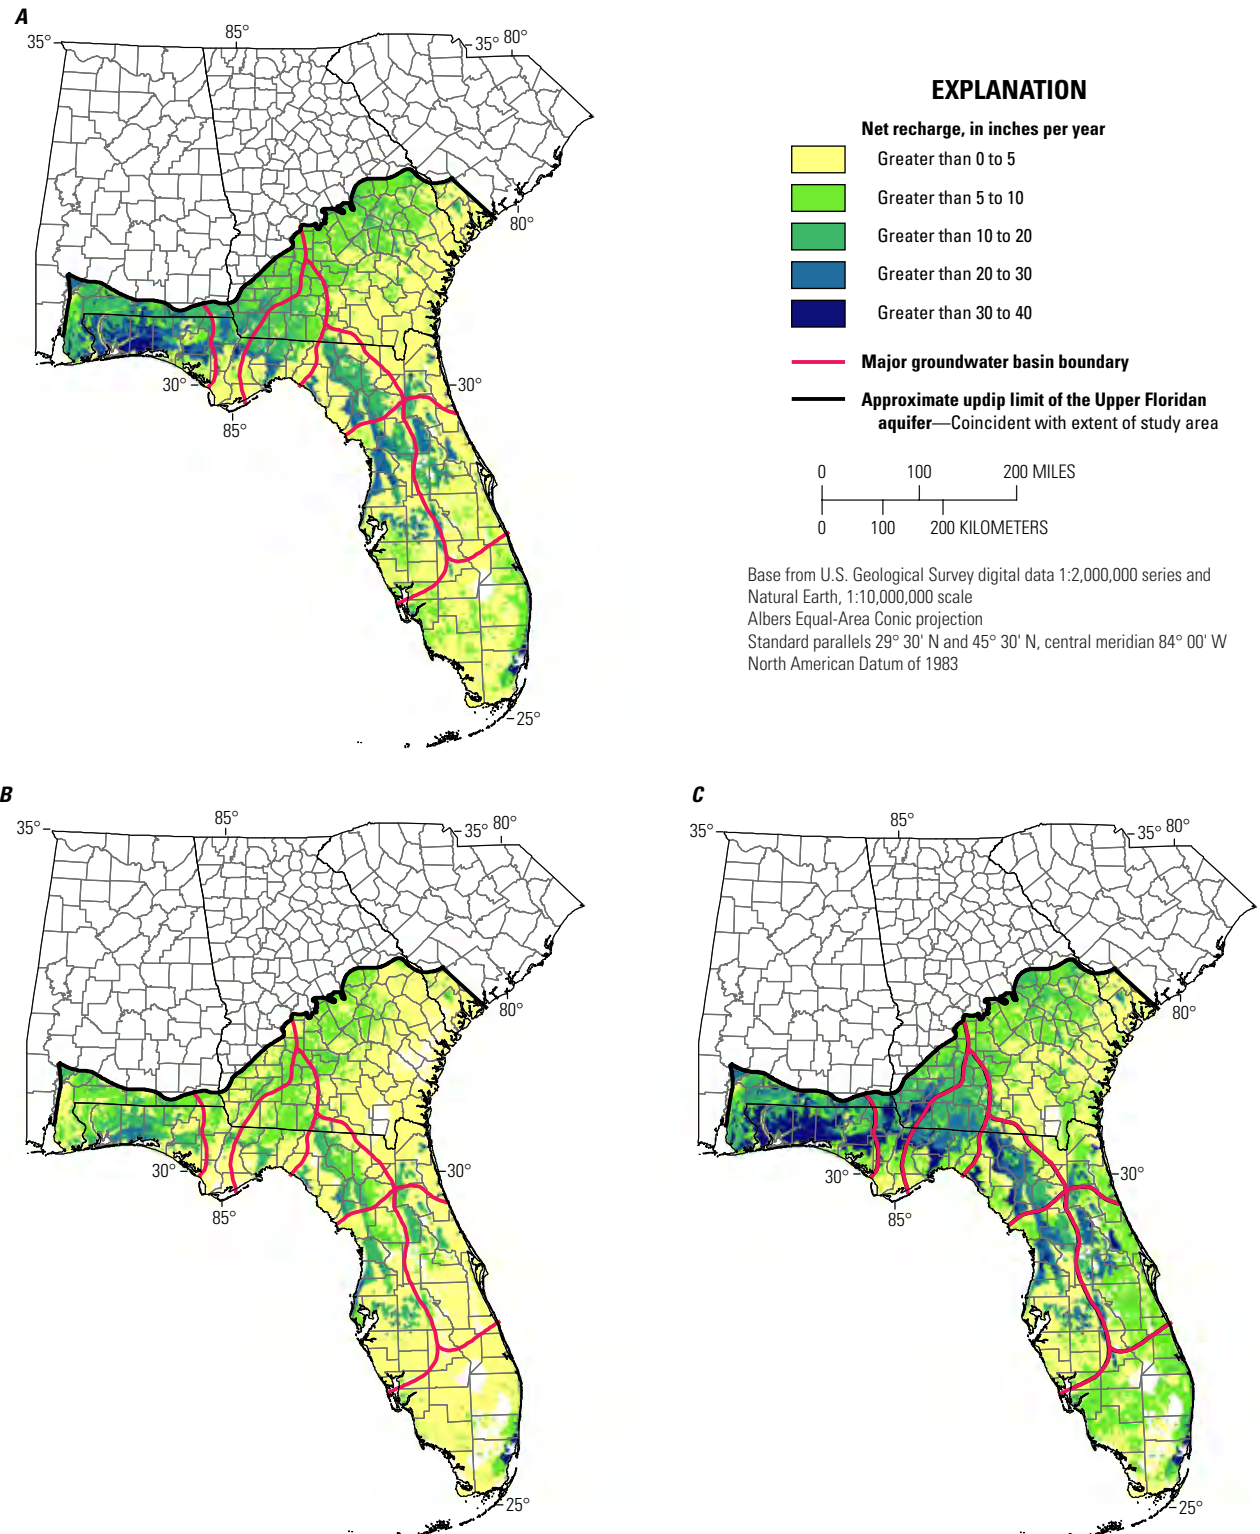 A
35°
85°
35° 80°
80°
30°
30°
85°
25°
EXPLANATION
Net recharge, in inches per year
Greater than 0 to 5
Greater than 5 to 10
Greater than 10 to 20
Greater than 20 to 30
Greater than 30 to 40
Major groundwater basin boundary
Approximate updip limit of the Upper Floridan
aquifer—Coincident with extent of study area
0 100 200 MILES
0 100 200 KILOMETERS
Base from U.S. Geological Survey digital data 1:2,000,000 series and
Natural Earth, 1:10,000,000 scale
Albers Equal-Area Conic projection
Standard parallels 29° 30' N and 45° 30' N, central meridian 84° 00' W
North American Datum of 1983
B
35°
85°
35° 80°
80°
30°
30°
85°
25°
C
35°
85°
35° 80°
80°
30°
30°
85°
25°